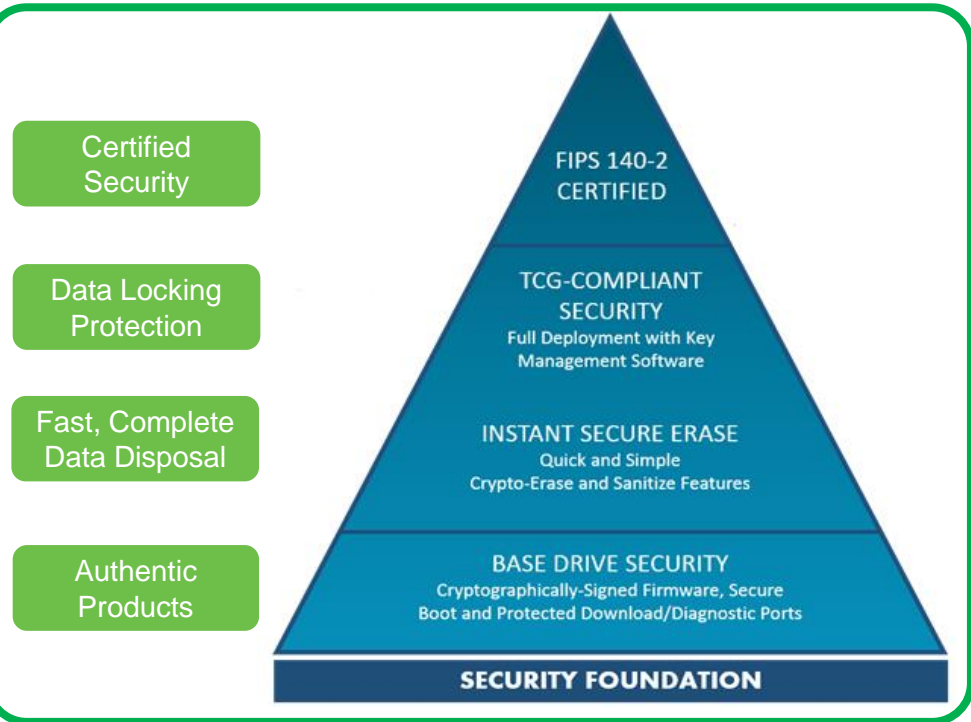 Certified
Security
FIPS 140-2
CERTIFIED
Data Locking
Protection
TCG-COMPLIANT
SECURITY
Full Deployment with Key
Management Software
Fast, Complete
Data Disposal
INSTANT SECURE ERASE
Quick and Simple
Crypto-Erase and Sanitize Features
Authentic
Products
BASE DRIVE SECURITY
Cryptographically-Signed Firmware, Secure
Boot and Protected Download/Diagnostic Ports
SECURITY FOUNDATION